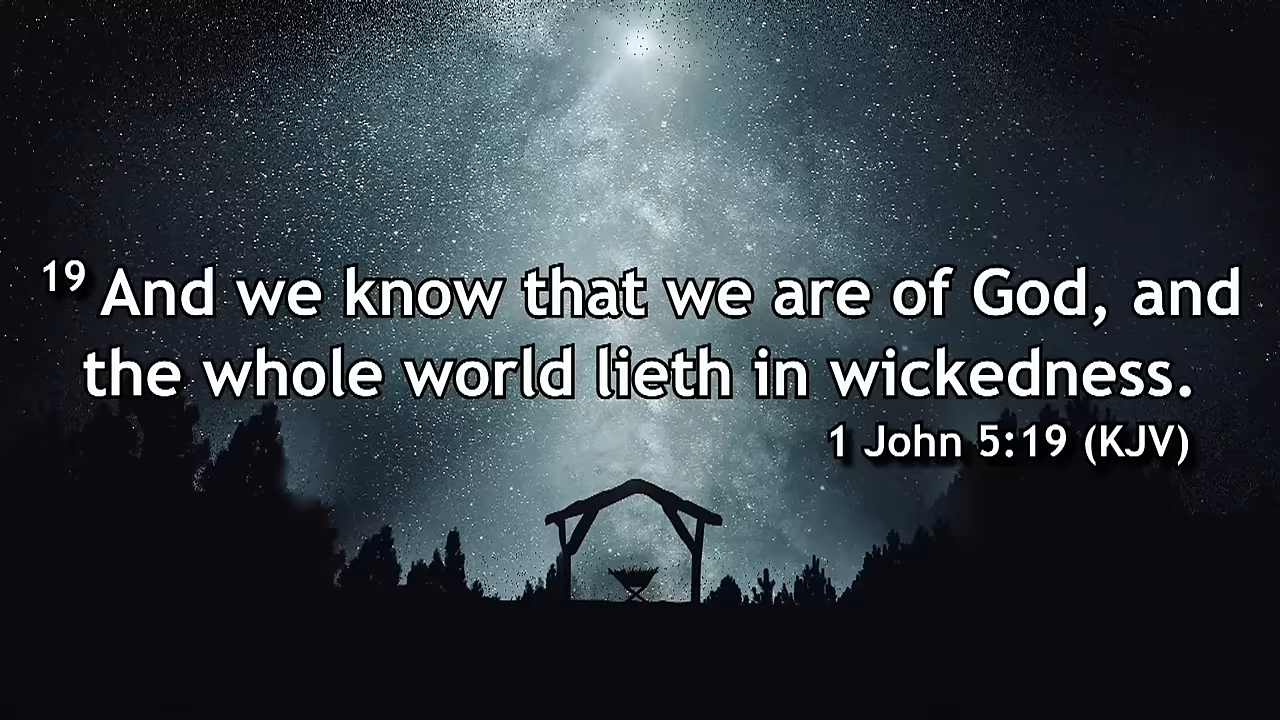 19 And we know that we are of God, and
the whole world lieth in wickedness.
1 John 5:19 (KJV)